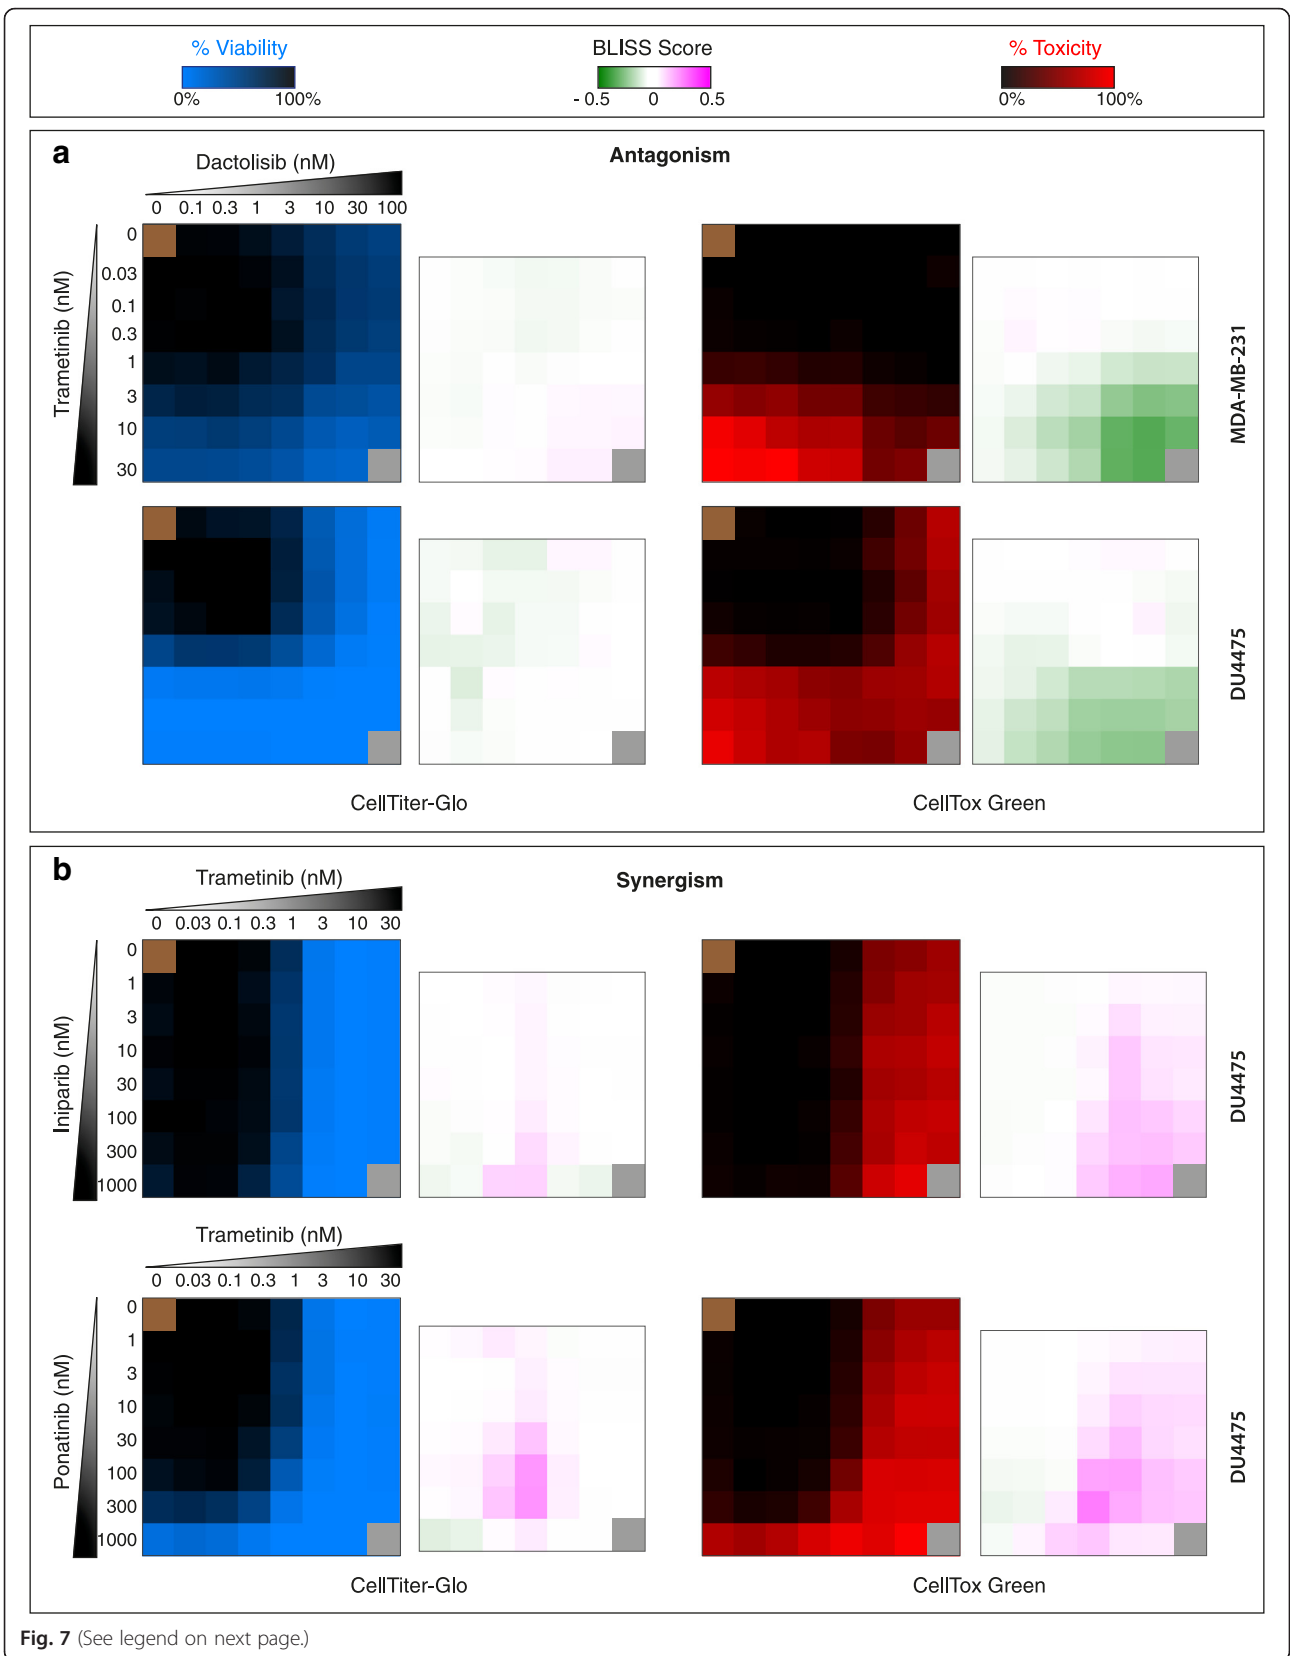 % Viability BLISS Score % Toxicity
0% 100% - 0.5 0 0.5 0% 100%
a
Antagonism
Dactolisib (nM)
0 0.1 0.3 1 3 10 30 100
Trametinib (nM)
0
0.03
0.1
0.3
1
3
10
30
MDA-MB-231
DU4475
CellTiter-Glo CellTox Green
b
Synergism
Trametinib (nM)
0 0.03 0.1 0.3 1 3 10 30
Iniparib (nM)
0
1
3
10
30
100
300
1000
DU4475
Trametinib (nM)
0 0.03 0.1 0.3 1 3 10 30
Ponatinib (nM)
0
1
3
10
30
100
300
1000
DU4475
CellTiter-Glo CellTox Green
Fig. 7 (See legend on next page.)